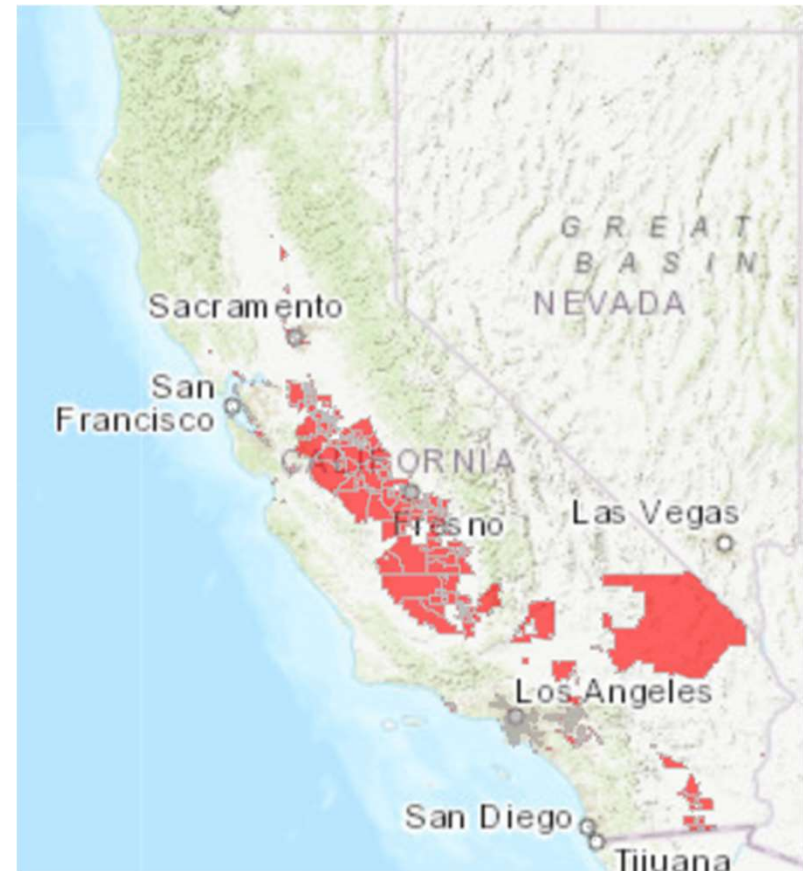 GREAT
BASIN
NEVADA
Sacramento
San
Francisco
CALIFORNIA
Fresno
Las Vegas
Los Angeles
San Diego
Tijuana